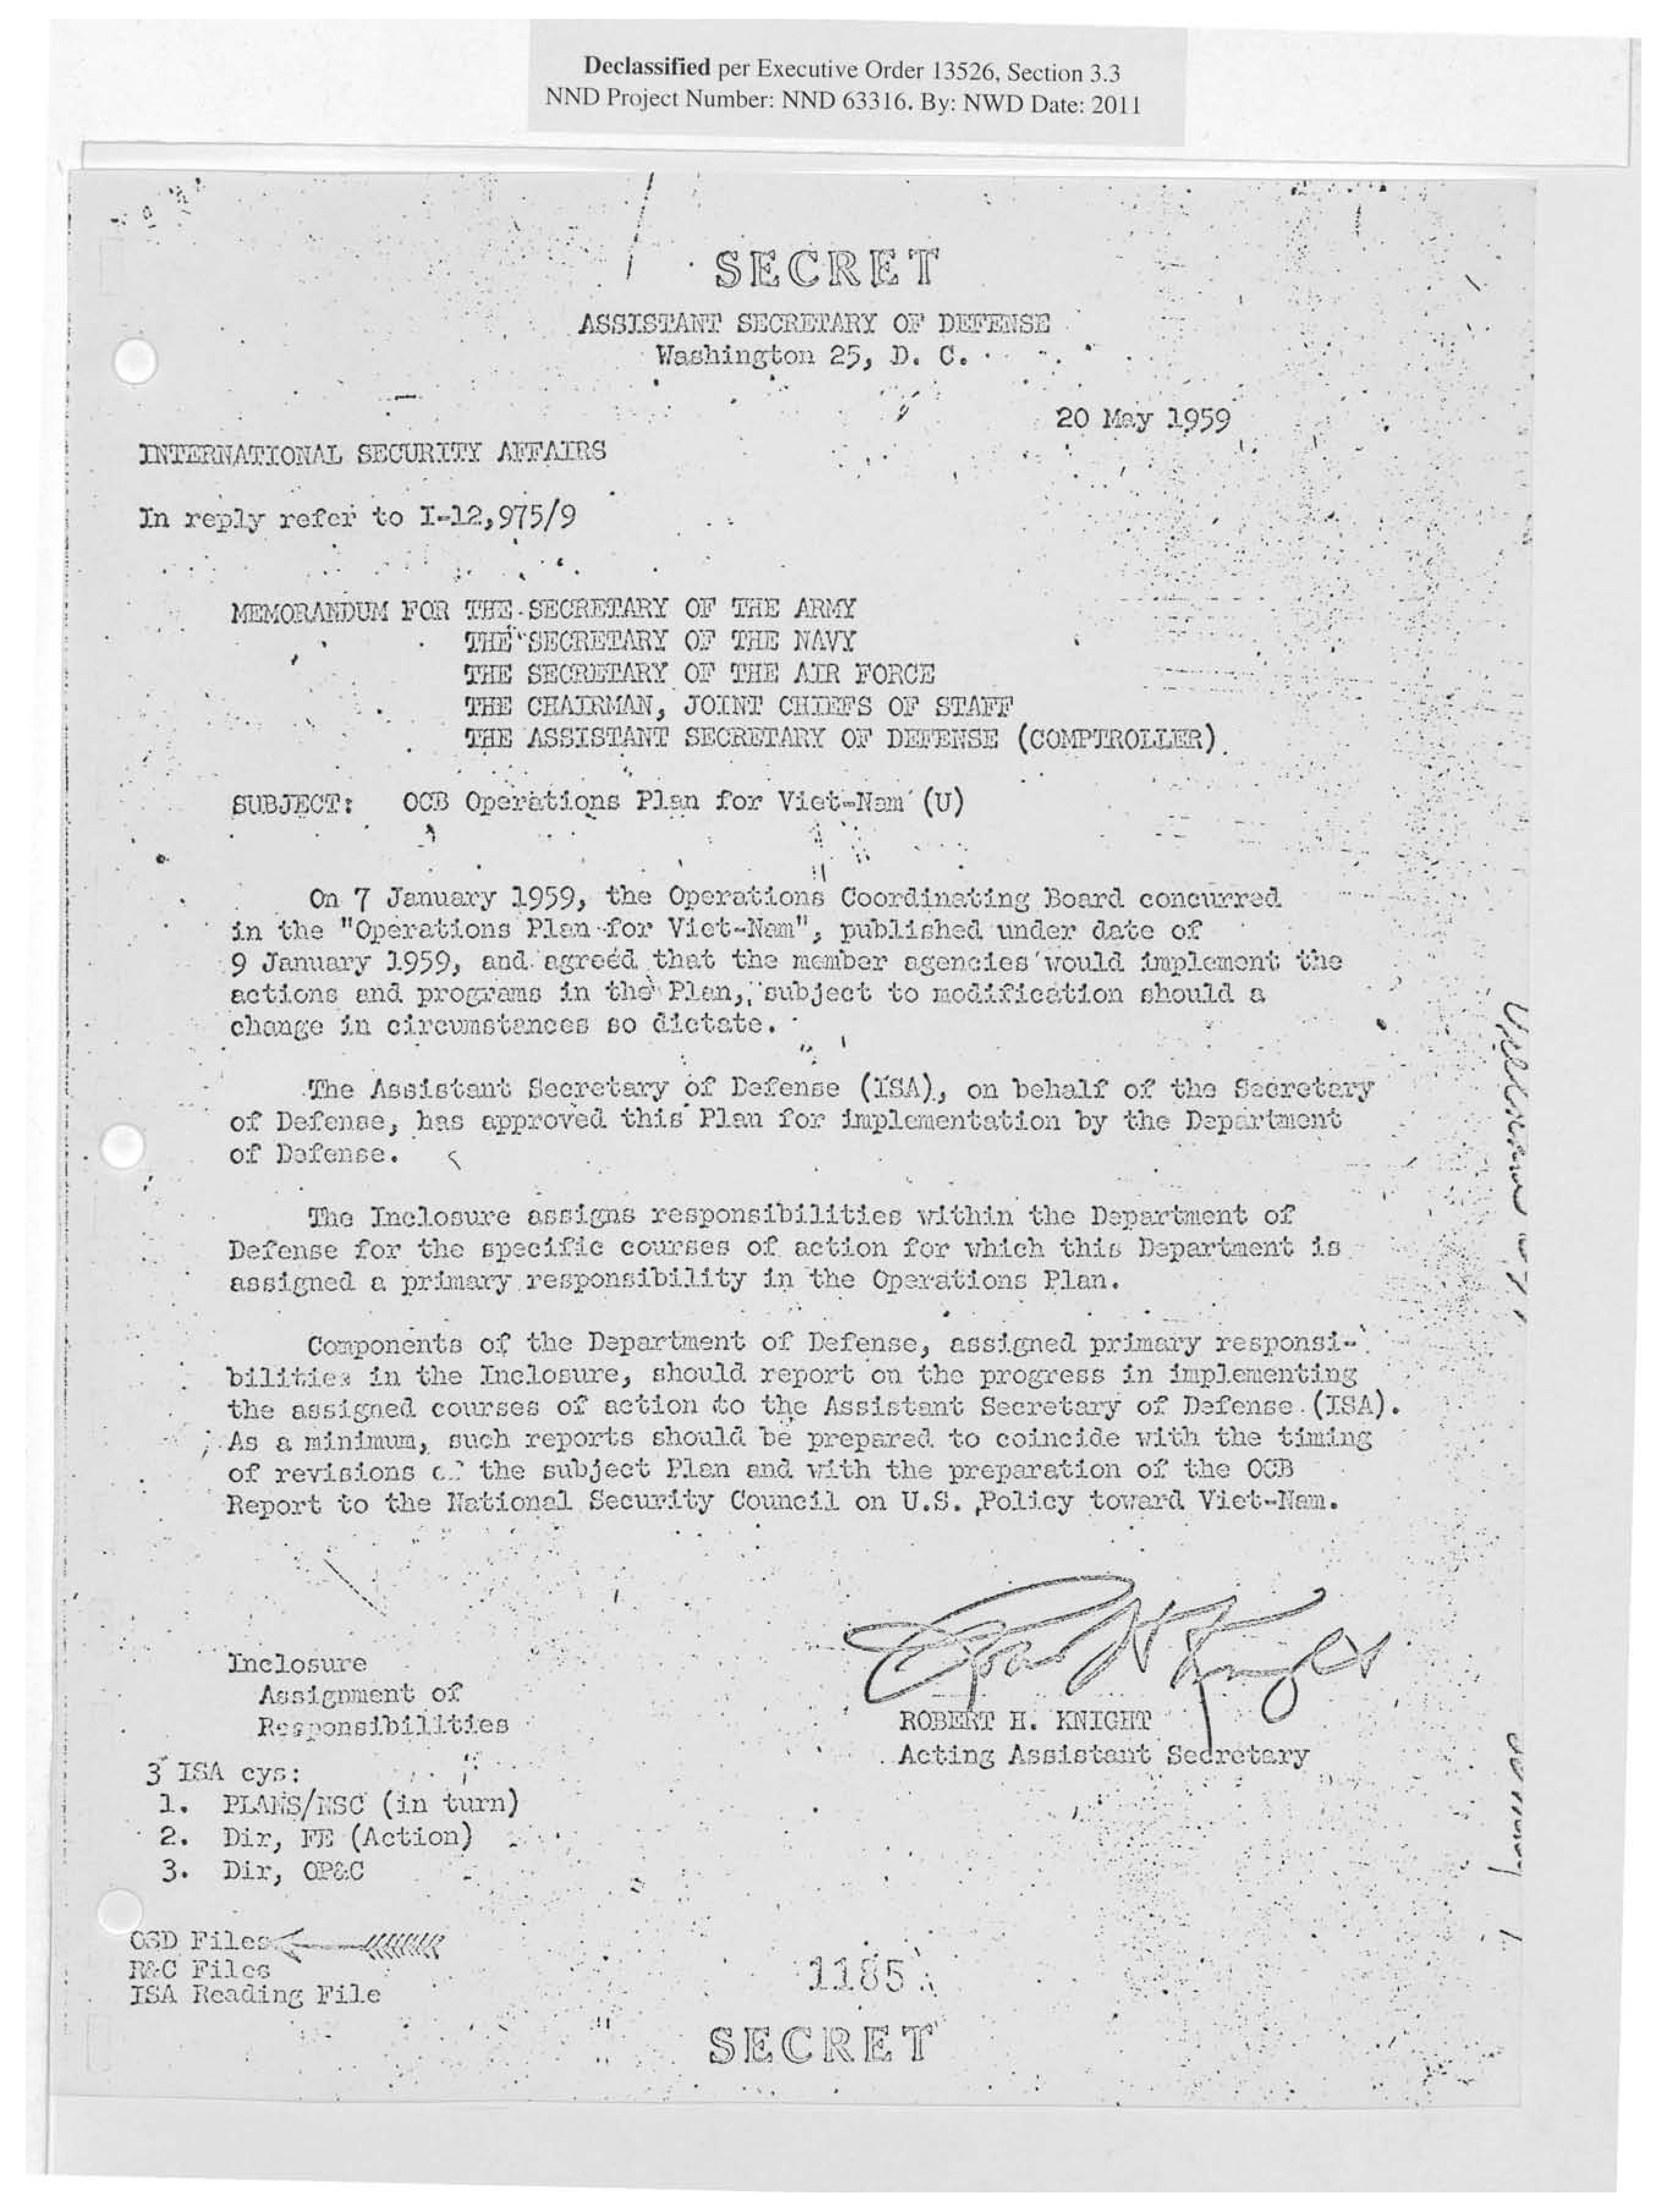 Declassified per Executive Order 13526, Section 3.3
NND Project Number: NND 63316. By: NWD Date: 2011
SECRET
ASSISTANT SECRETARY OF DEFENSE
Washington 25, D. C.
20 May 1959
INTERNATIONAL SECURITY AFFAIRS
In reply refer to I-12,975/9
MEMORANDUM FOR THE SECRETARY OF THE ARMY
THE SECRETARY OF THE NAVY
THE SECRETARY OF THE AIR FORCE
THE CHAIRMAN, JOINT CHIEFS OF STAFF
THE ASSISTANT SECRETARY OF DEFENSE (COMPTROLLER)
SUBJECT: OCB Operations Plan for Viet-Nam (U)
On 7 January 1959, the Operations Coordinating Board concurred
in the "Operations Plan for Viet-Nam", published under date of
9 January 1959, and agreed that the member agencies would implement the
actions and programs in the Plan, subject to modification should a
change in circumstances so dictate.
The Assistant Secretary of Defense (ISA), on behalf of the Secretary
of Defense, has approved this Plan for implementation by the Department
of Defense.
The Inclosure assigns responsibilities within the Department of
Defense for the specific courses of action for which this Department is
assigned a primary responsibility in the Operations Plan.
Components of the Department of Defense, assigned primary responsi-
bilities in the Inclosure, should report on the progress in implementing
the assigned courses of action to the Assistant Secretary of Defense (ISA).
As a minimum, such reports should be prepared to coincide with the timing
of revisions of the subject Plan and with the preparation of the OCB
Report to the National Security Council on U.S. Policy toward Viet-Nam.
Robert H Knight
Inclosure
Assignment of
Responsibilities
ROBERT H. KNIGHT
Acting Assistant Secretary
3 ISA cys:
1. PLANS/NSC (in turn)
2. Dir, FE (Action)
3. Dir, OP&C
OSD Files
R&C Files
ISA Reading File
1185
SECRET